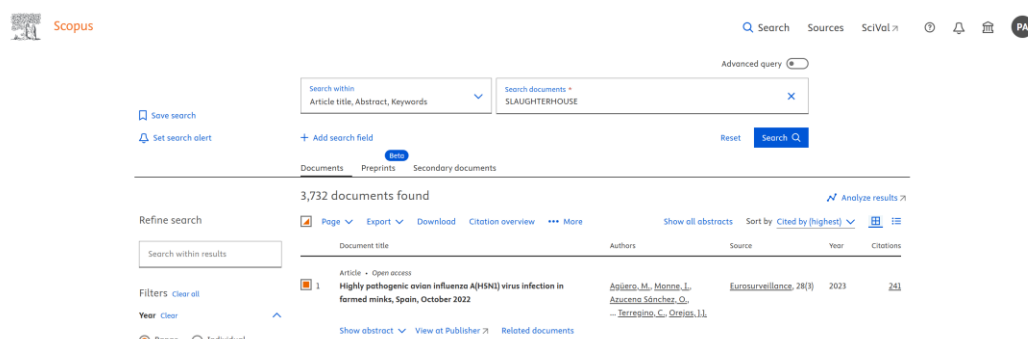 Scopus
Search Sources SciVal
PA
Advanced query
Search within
Article title, Abstract, Keywords
Search documents *
SLAUGHTERHOUSE
Save search
Set search alert
+ Add search field
Reset Search
Beta
Documents Preprints Secondary documents
3,732 documents found
Analyze results
Refine search
Page Export Download Citation overview ••• More Show all abstracts Sort by Cited by (highest)
Search within results
Document title Authors Source Year Citations
Article • Open access
1 Highly pathogenic avian influenza A(H5N1) virus infection in
farmed minks, Spain, October 2022
Agüero, M., Monne, I.,
Azucena Sánchez, O.,
... Terregino, C., Orejas, J.J.
Eurosurveillance, 28(3) 2023 241
Filters Clear all
Year Clear
Show abstract View at Publisher Related documents
Range Individual